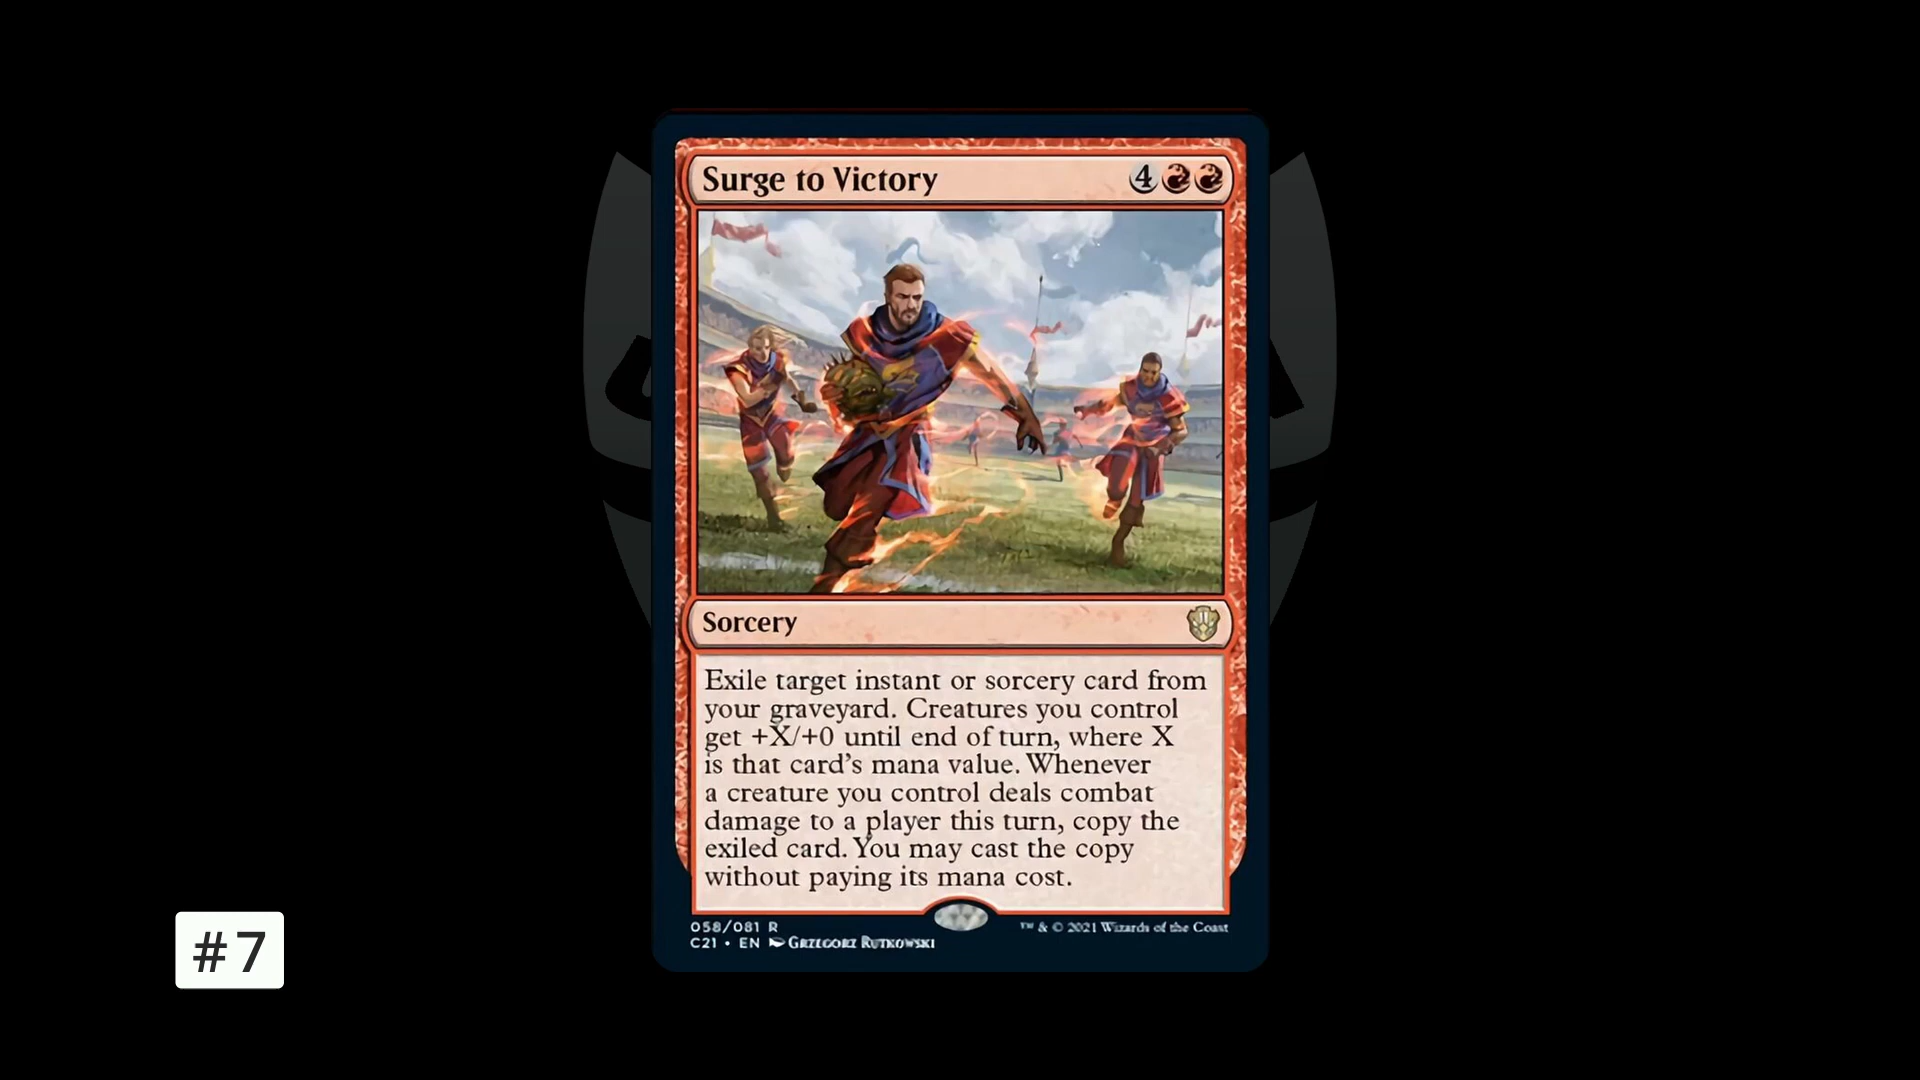 Surge to Victory
4
Sorcery
Exile target instant or sorcery card from
your graveyard. Creatures you control
get +X/+0 until end of turn, where X
is that card's mana value. Whenever
a creature you control deals combat
damage to a player this turn, copy the
exiled card. You may cast the copy
without paying its mana cost.
058/081 R
™ & © 2021 Wizards of the Coast
C21 • EN Grzegorz Rutkowski
#7